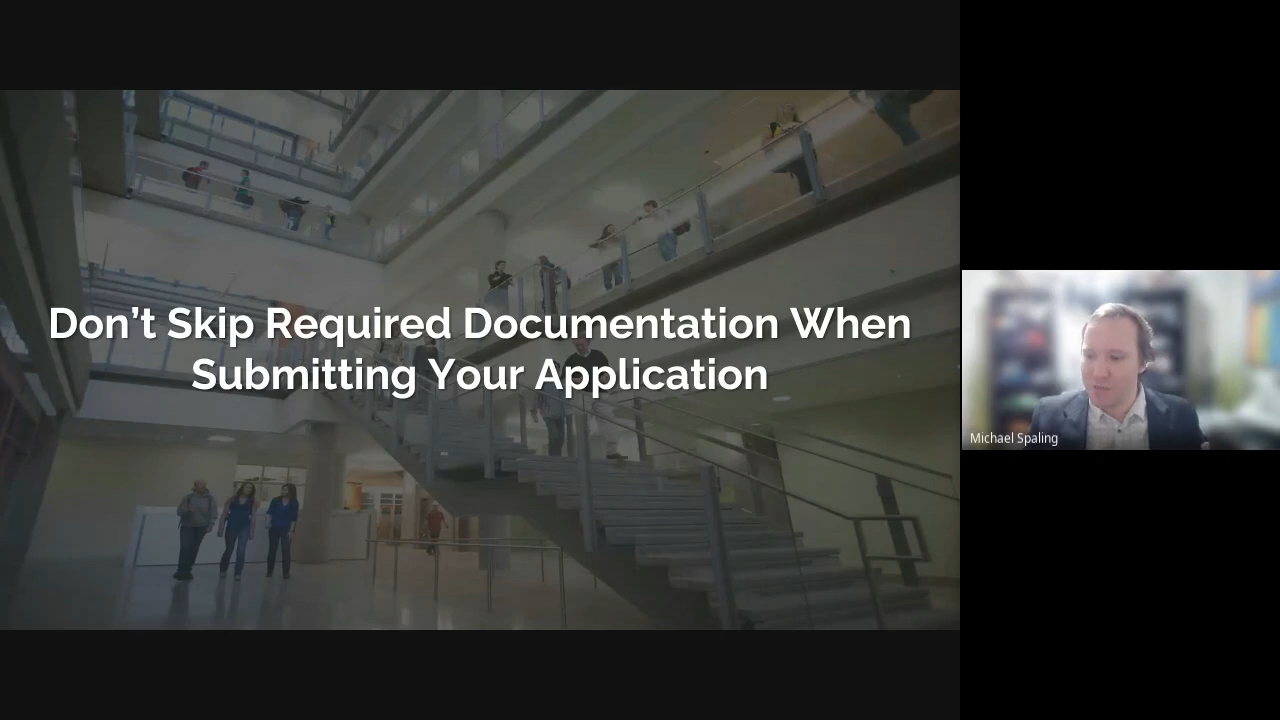 Don’t Skip Required Documentation When
Submitting Your Application
Michael Spaling